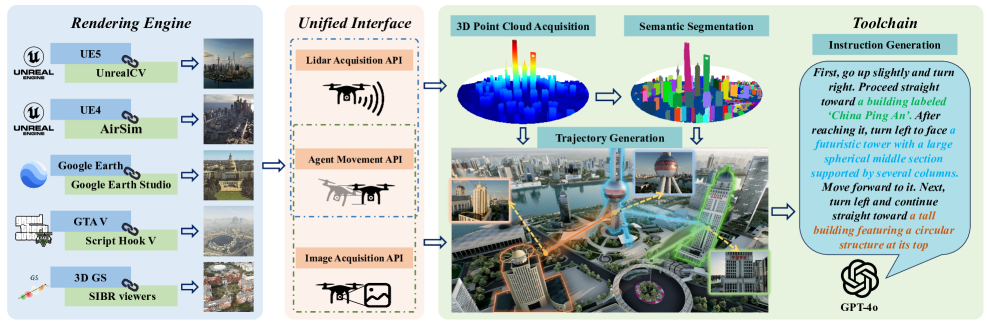 Rendering Engine
UE5
UnrealCV
UNREAL
ENGINE
UE4
AirSim
UNREAL
ENGINE
Google Earth
Google Earth Studio
GTA V
Script Hook V
GS
3D GS
SIBR viewers
Unified Interface
Lidar Acquisition API
Agent Movement API
Image Acquisition API
Toolchain
3D Point Cloud Acquisition
Semantic Segmentation
Trajectory Generation
Instruction Generation
First, go up slightly and turn
right. Proceed straight
toward a building labeled
‘China Ping An’. After
reaching it, turn left to face a
futuristic tower with a large
spherical middle section
supported by several columns.
Move forward to it. Next,
turn left and continue
straight toward a tall
building featuring a circular
structure at its top
GPT-4o